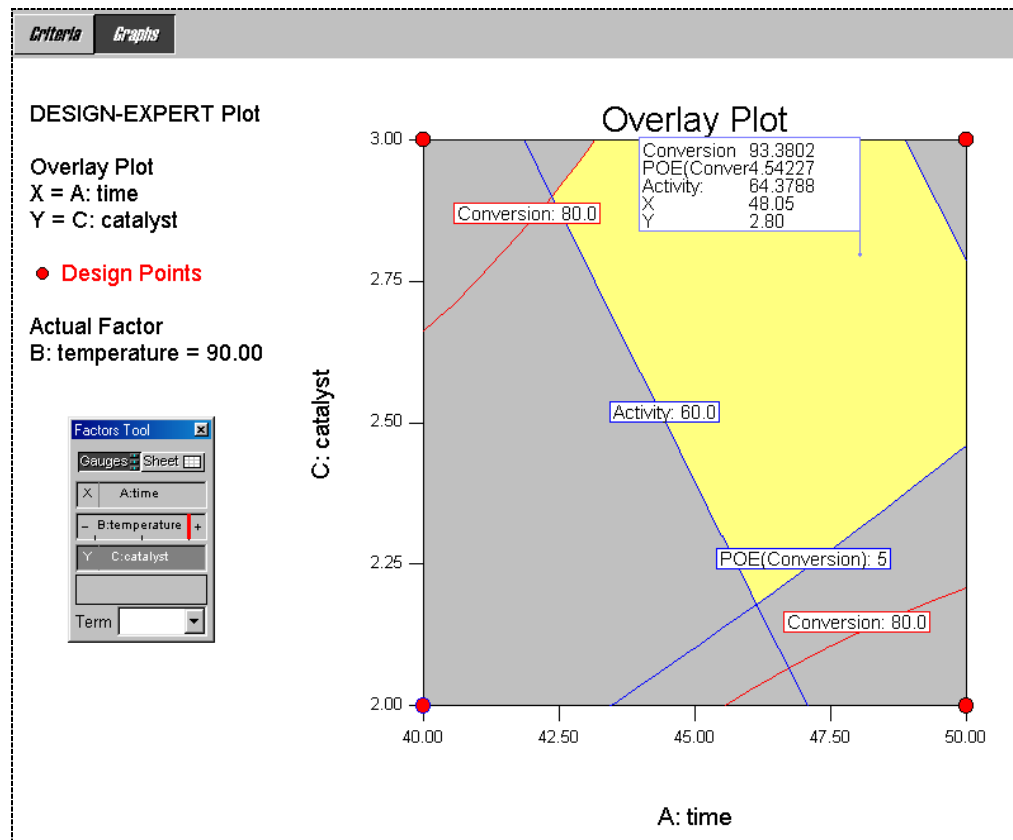 Criteria Graphs
DESIGN-EXPERT Plot
Overlay Plot
X = A: time
Y = C: catalyst
Design Points
Actual Factor
B: temperature = 90.00
Factors Tool
Gauges Sheet
X A:time
– B:temperature +
Y C:catalyst
Term
Overlay Plot
Conversion 93.3802
POE(Conver4.54227
Activity: 64.3788
X 48.05
Y 2.80
Conversion: 80.0
Activity: 60.0
POE(Conversion): 5
Conversion: 80.0
C: catalyst
3.00
2.75
2.50
2.25
2.00
40.00 42.50 45.00 47.50 50.00
A: time